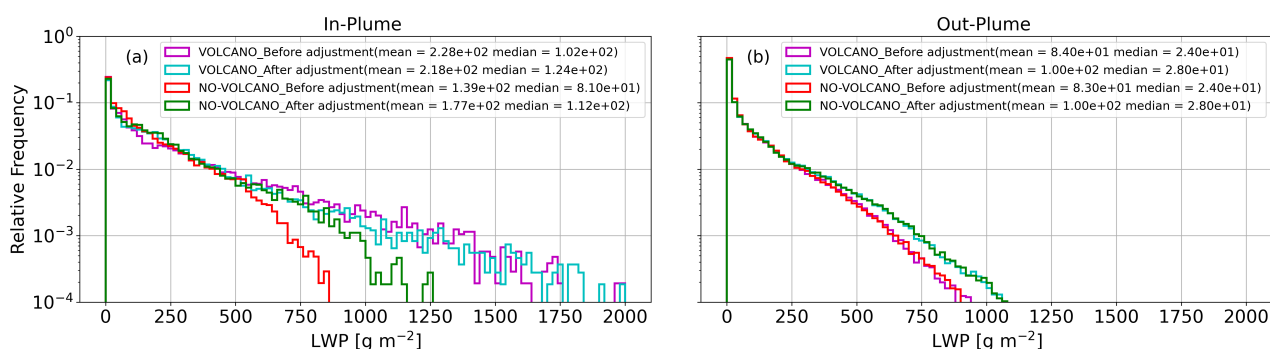 In-Plume
(a)
VOLCANO_Before adjustment(mean = 2.28e+02 median = 1.02e+02)
VOLCANO_After adjustment(mean = 2.18e+02 median = 1.24e+02)
NO-VOLCANO_Before adjustment(mean = 1.39e+02 median = 8.10e+01)
NO-VOLCANO_After adjustment(mean = 1.77e+02 median = 1.12e+02)
Relative Frequency
10⁰
10⁻¹
10⁻²
10⁻³
10⁻⁴
0 250 500 750 1000 1250 1500 1750 2000
LWP [g m⁻²]
Out-Plume
(b)
VOLCANO_Before adjustment(mean = 8.40e+01 median = 2.40e+01)
VOLCANO_After adjustment(mean = 1.00e+02 median = 2.80e+01)
NO-VOLCANO_Before adjustment(mean = 8.30e+01 median = 2.40e+01)
NO-VOLCANO_After adjustment(mean = 1.00e+02 median = 2.80e+01)
0 250 500 750 1000 1250 1500 1750 2000
LWP [g m⁻²]